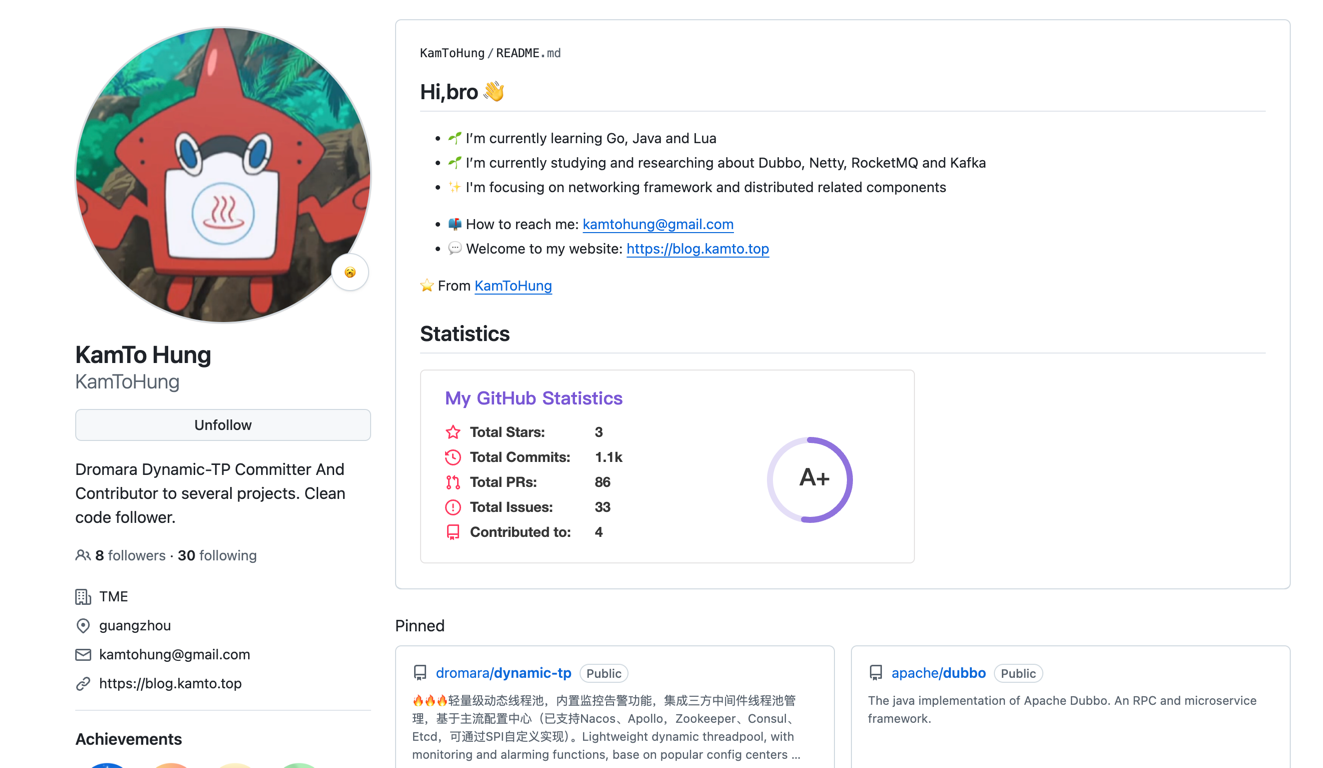 KamTo Hung
KamToHung
Unfollow
Dromara Dynamic-TP Committer And
Contributor to several projects. Clean
code follower.
8 followers · 30 following
TME
guangzhou
kamtohung@gmail.com
https://blog.kamto.top
Achievements
KamToHung/README.md
Hi,bro 👋
🌱 I’m currently learning Go, Java and Lua
🌱 I’m currently studying and researching about Dubbo, Netty, RocketMQ and Kafka
✨ I'm focusing on networking framework and distributed related components
📫 How to reach me: kamtohung@gmail.com
💬 Welcome to my website: https://blog.kamto.top
⭐ From KamToHung
Statistics
My GitHub Statistics
Total Stars: 3
Total Commits: 1.1k
Total PRs: 86
Total Issues: 33
Contributed to: 4
A+
Pinned
dromara/dynamic-tp Public
🔥🔥🔥轻量级动态线程池，内置监控告警功能，集成三方中间件线程池管
理，基于主流配置中心（已支持Nacos、Apollo，Zookeeper、Consul、
Etcd，可通过SPI自定义实现）。Lightweight dynamic threadpool, with
monitoring and alarming functions, base on popular config centers ...
apache/dubbo Public
The java implementation of Apache Dubbo. An RPC and microservice
framework.